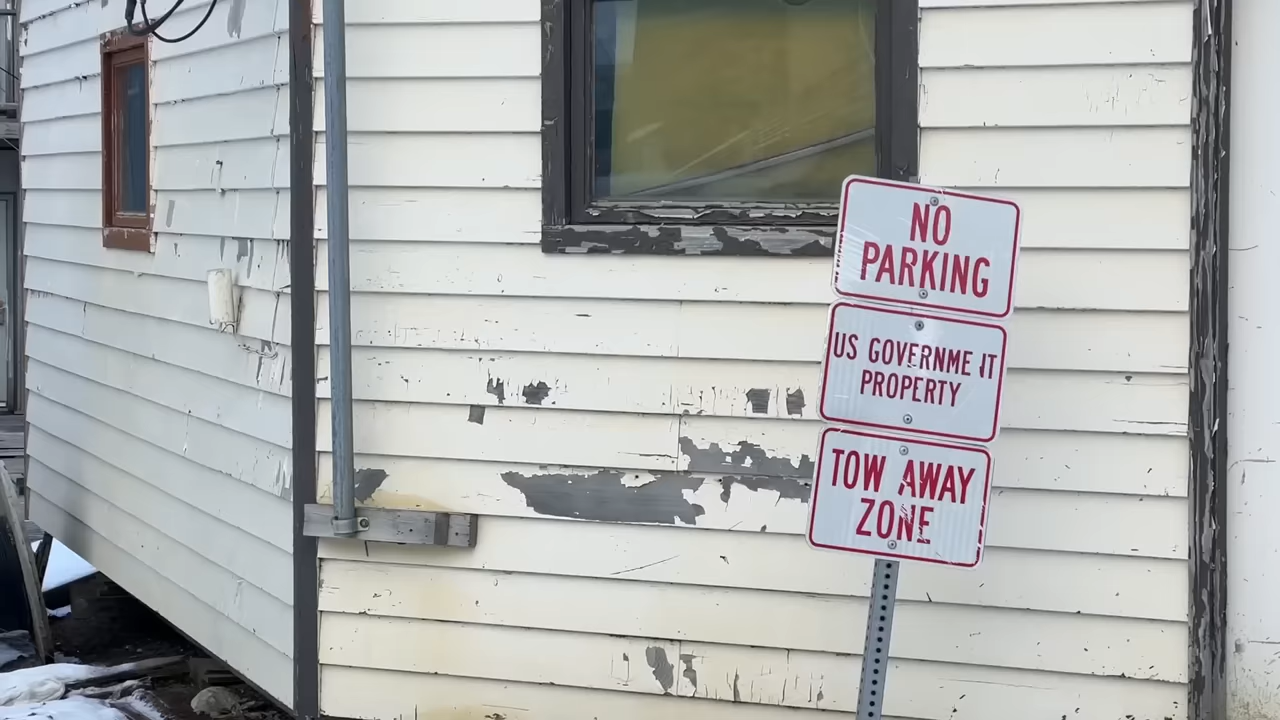 NO
PARKING
US GOVERNME IT
PROPERTY
TOW AWAY
ZONE